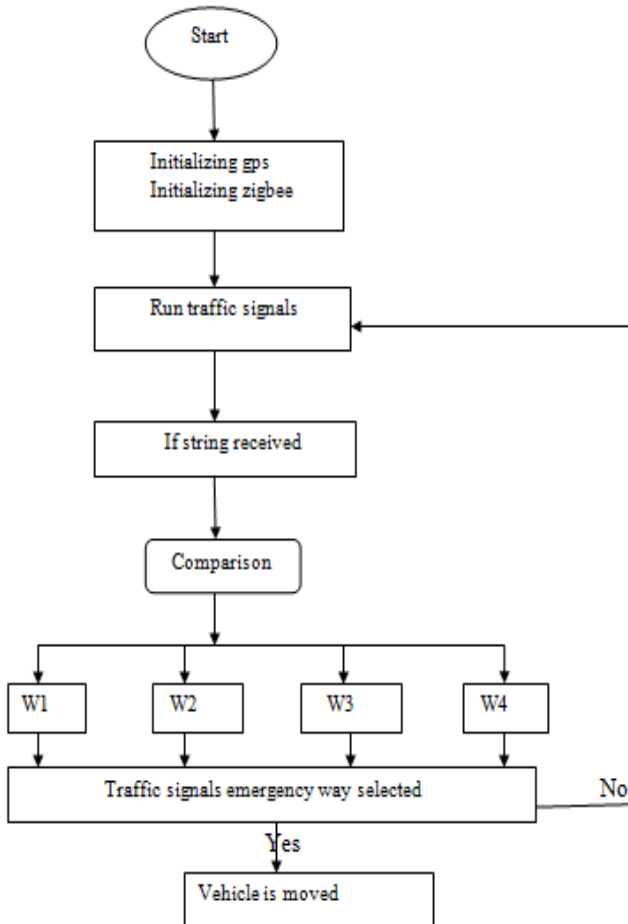 Start
Initializing gps
Initializing zigbee
Run traffic signals
If string received
Comparison
W1
W2
W3
W4
Traffic signals emergency way selected
No
Yes
Vehicle is moved